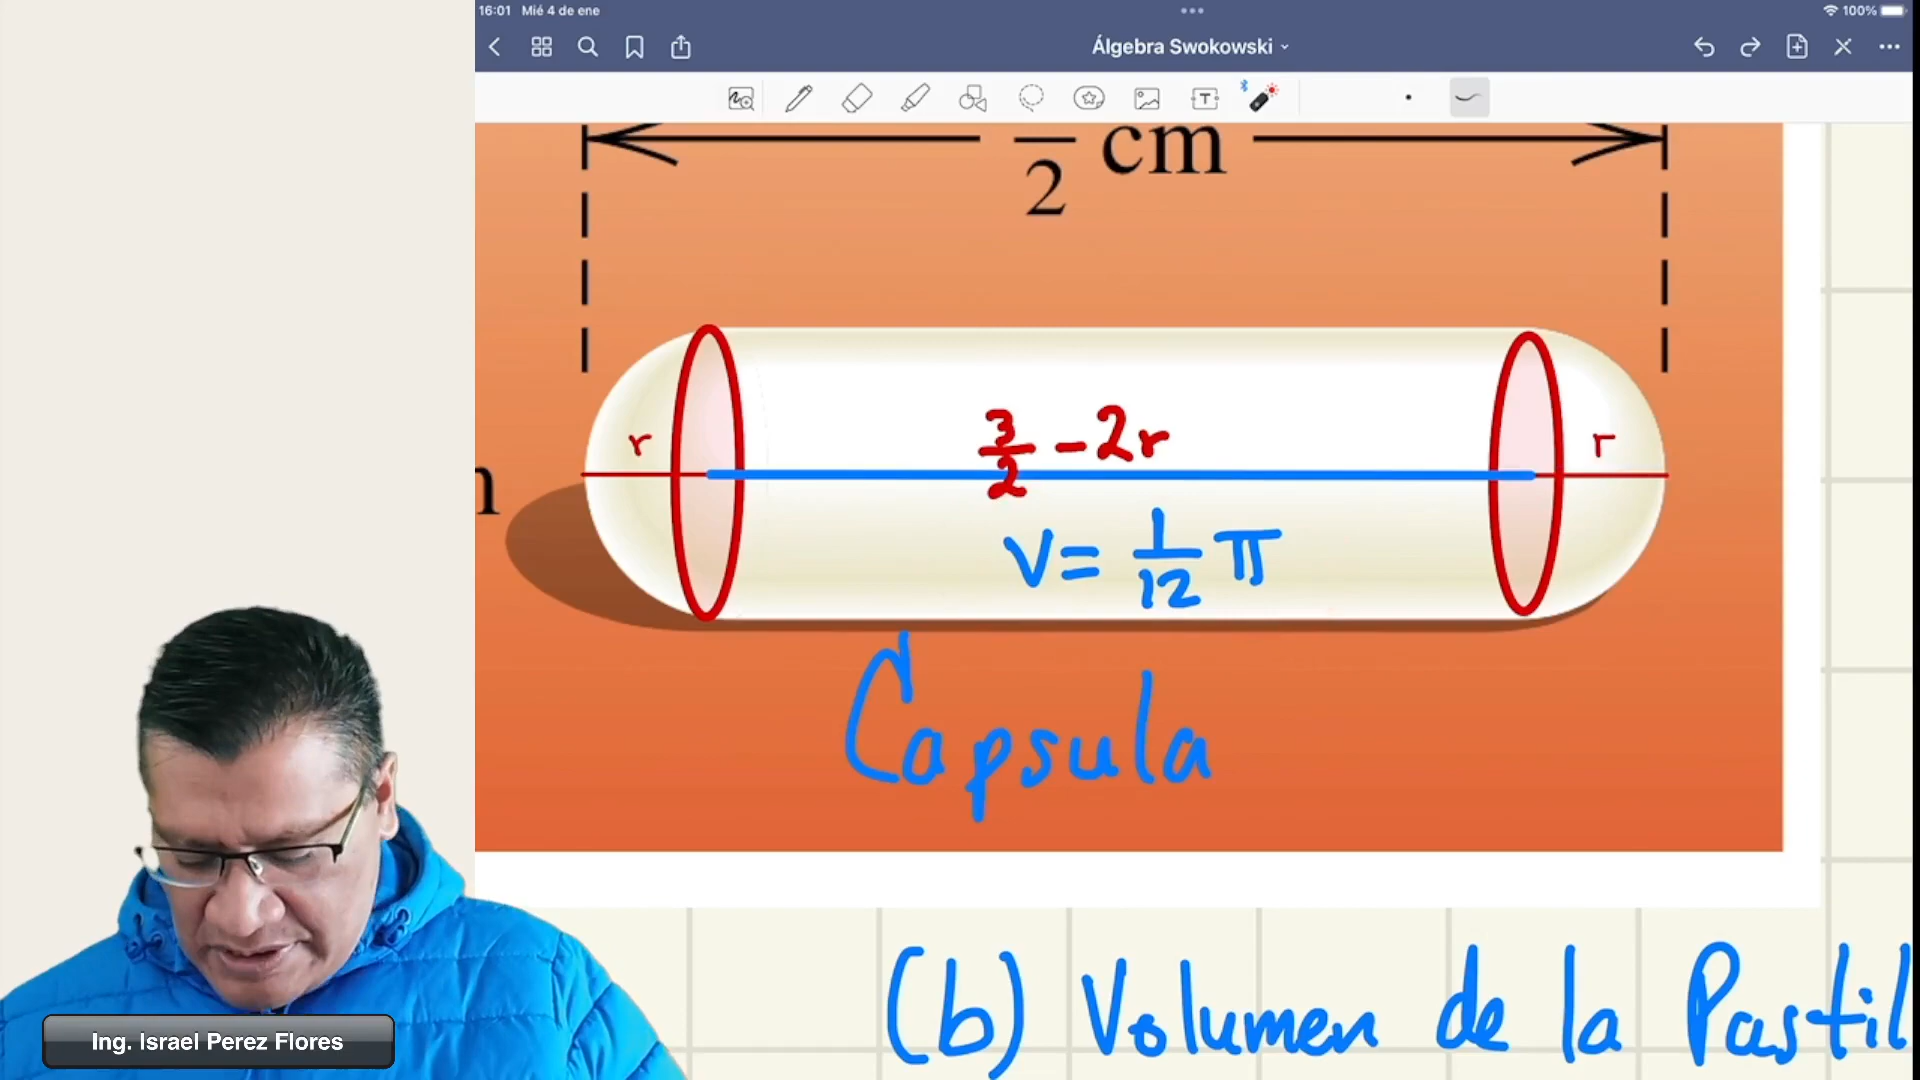 16:01 Mié 4 de ene
100%
Álgebra Swokowski
2 cm
r
3/2 - 2r
r
V = 1/12 π
Capsula
(b) Volumen de la Pastil
Ing. Israel Perez Flores